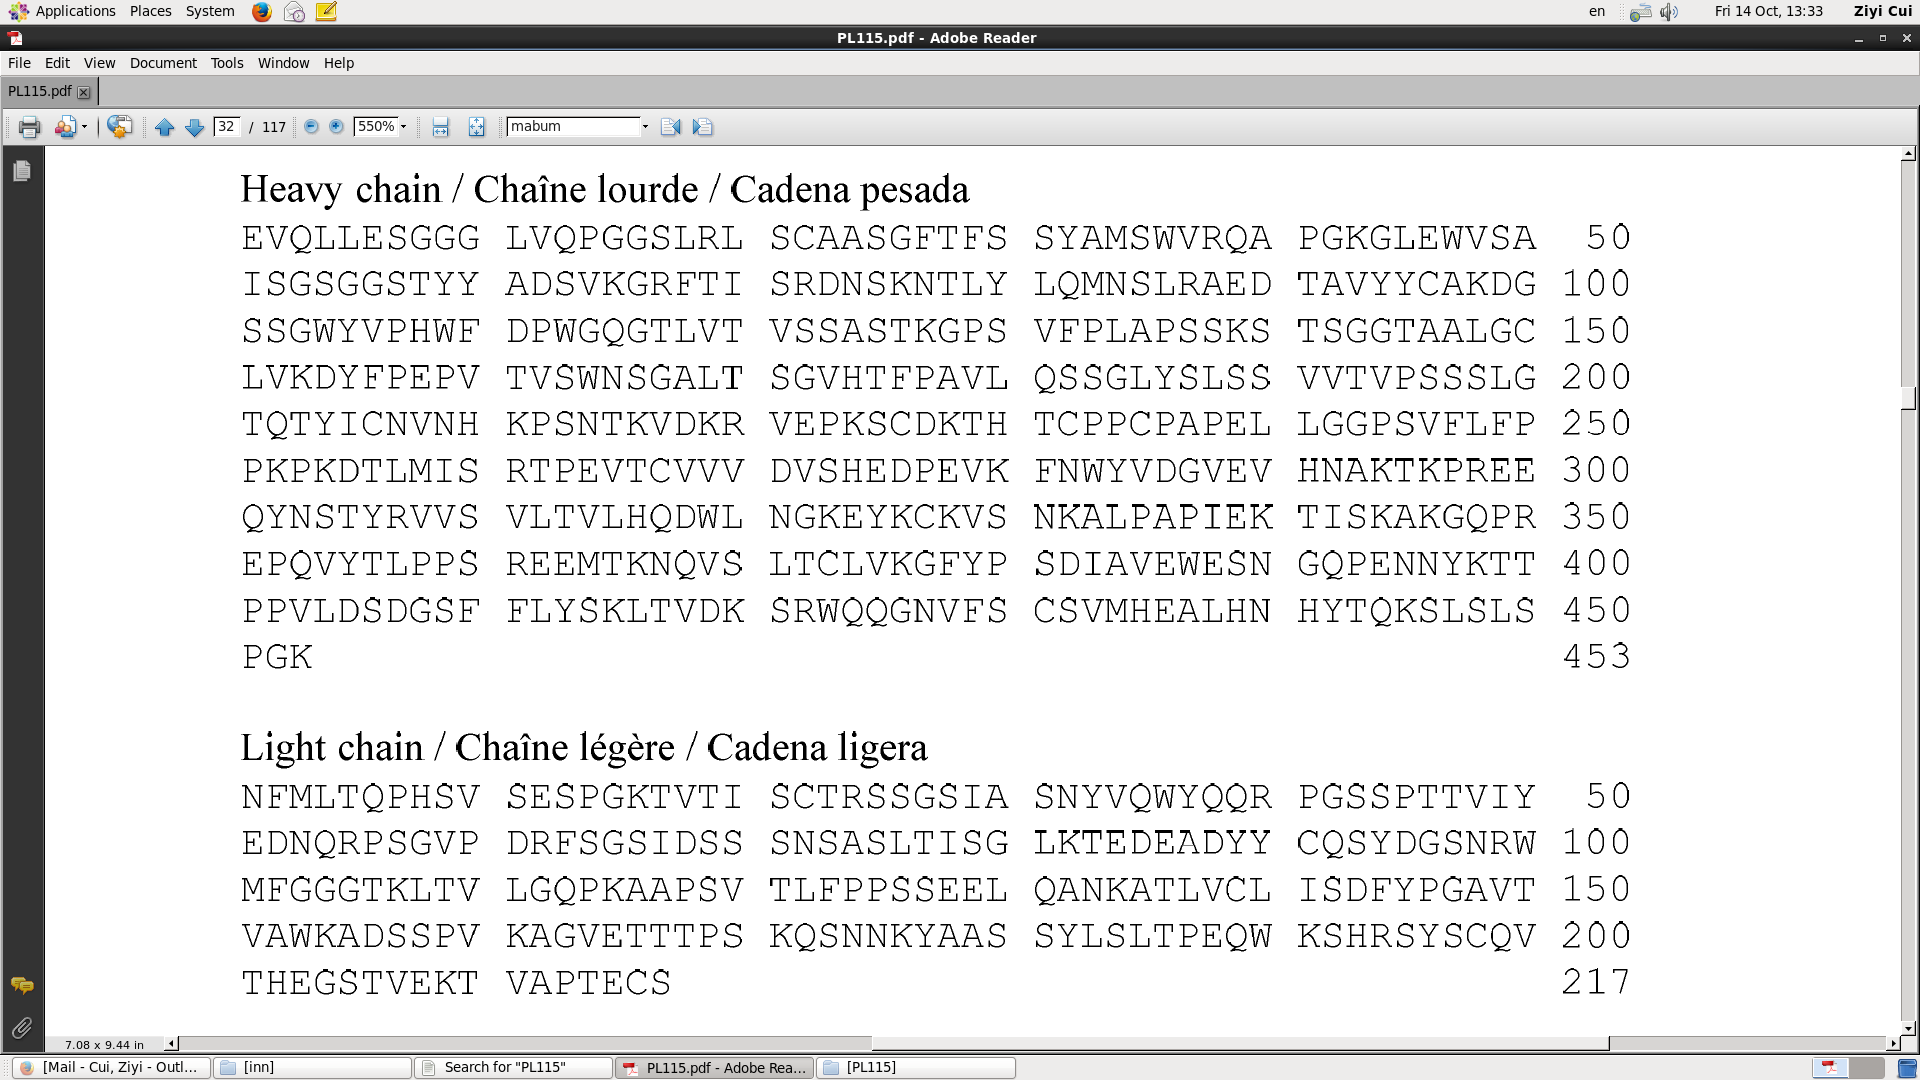 Applications Places System en Fri 14 Oct, 13:33 Ziyi Cui
PL115.pdf - Adobe Reader
File Edit View Document Tools Window Help
PL115.pdf
32 / 117 550% mabum
Heavy chain / Chaîne lourde / Cadena pesada
EVQLLESGGG LVQPGGSLRL SCAASGFTFS SYAMSWVRQA PGKGLEWVSA 50
ISGSGGSTYY ADSVKGRFTI SRDNSKNTLY LQMNSLRAED TAVYYCAKDG 100
SSGWYVPHWF DPWGQGTLVT VSSASTKGPS VFPLAPSSKS TSGGTAALGC 150
LVKDYFPEPV TVSWNSGALT SGVHTFPAVL QSSGLYSLSS VVTVPSSSLG 200
TQTYICNVNH KPSNTKVDKR VEPKSCDKTH TCPPCPAPEL LGGPSVFLFP 250
PKPKDTLMIS RTPEVTCVVV DVSHEDPEVK FNWYVDGVEV HNAKTKPREE 300
QYNSTYRVVS VLTVLHQDWL NGKEYKCKVS NKALPAPIEK TISKAKGQPR 350
EPQVYTLPPS REEMTKNQVS LTCLVKGFYP SDIAVEWESN GQPENNYKTT 400
PPVLDSDGSF FLYSKLTVDK SRWQQGNVFS CSVMHEALHN HYTQKSLSLS 450
PGK 453
Light chain / Chaîne légère / Cadena ligera
NFMLTQPHSV SESPGKTVTI SCTRSSGSIA SNYVQWYQQR PGSSPTTVIY 50
EDNQRPSGVP DRFSGSIDSS SNSASLTISG LKTEDEADYY CQSYDGSNRW 100
MFGGGTKLTV LGQPKAAPSV TLFPPSSEEL QANKATLVCL ISDFYPGAVT 150
VAWKADSSPV KAGVETTTPS KQSNNKYAAS SYLSLTPEQW KSHRSYSCQV 200
THEGSTVEKT VAPTECS 217
7.08 x 9.44 in
[Mail - Cui, Ziyi - Outl... [inn] Search for "PL115" PL115.pdf - Adobe Rea... [PL115]